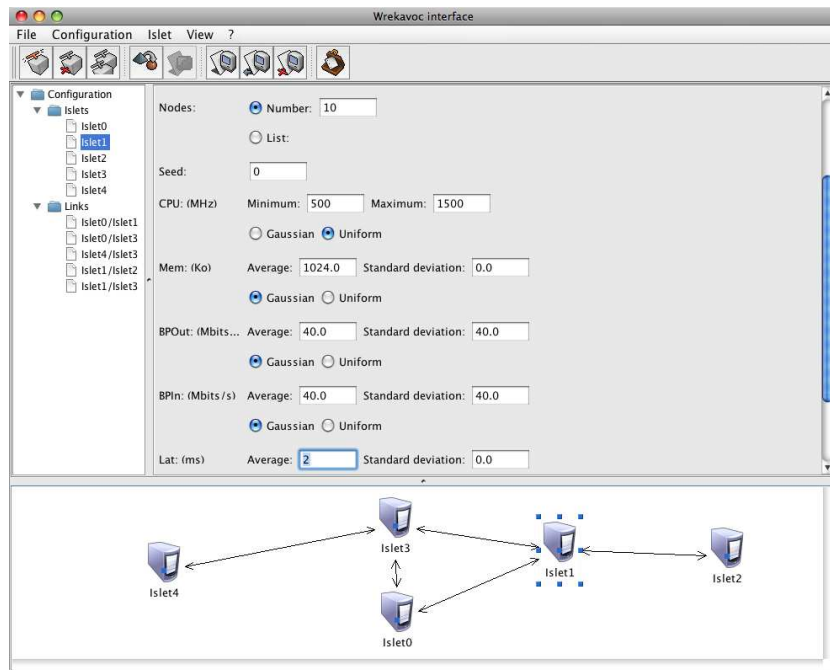 Wrekavoc interface
File Configuration Islet View ?
Configuration
Islets
Islet0
Islet1
Islet2
Islet3
Islet4
Links
Islet0/Islet1
Islet0/Islet3
Islet4/Islet3
Islet1/Islet2
Islet1/Islet3
Nodes: Number: 10
List:
Seed: 0
CPU: (MHz) Minimum: 500 Maximum: 1500
Gaussian Uniform
Mem: (Ko) Average: 1024.0 Standard deviation: 0.0
Gaussian Uniform
BPOut: (Mbits... Average: 40.0 Standard deviation: 40.0
Gaussian Uniform
BPIn: (Mbits/s) Average: 40.0 Standard deviation: 40.0
Gaussian Uniform
Lat: (ms) Average: 2 Standard deviation: 0.0
Islet3
Islet1
Islet2
Islet4
Islet0